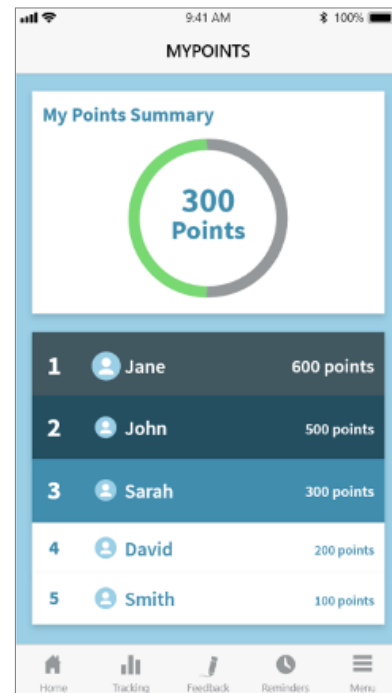 9:41 AM 100%
MYPOINTS
My Points Summary
300
Points
1 Jane 600 points
2 John 500 points
3 Sarah 300 points
4 David 200 points
5 Smith 100 points
Home Tracking Feedback Reminders Menu